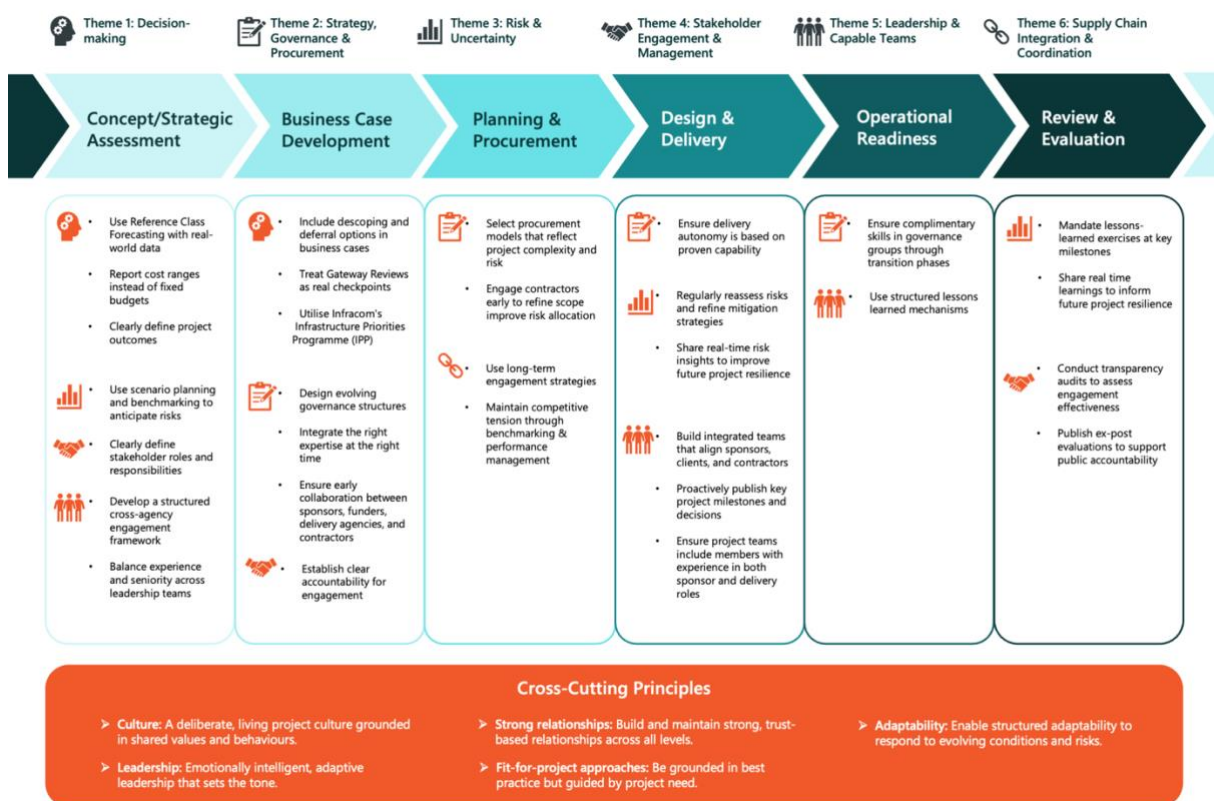 Theme 1: Decision-
making
Theme 2: Strategy,
Governance &
Procurement
Theme 3: Risk &
Uncertainty
Theme 4: Stakeholder
Engagement &
Management
Theme 5: Leadership &
Capable Teams
Theme 6: Supply Chain
Integration &
Coordination
Concept/Strategic
Assessment
Business Case
Development
Planning &
Procurement
Design &
Delivery
Operational
Readiness
Review &
Evaluation
• Use Reference Class
Forecasting with real-
world data
• Report cost ranges
instead of fixed
budgets
• Clearly define project
outcomes
• Use scenario planning
and benchmarking to
anticipate risks
• Clearly define
stakeholder roles and
responsibilities
• Develop a structured
cross-agency
engagement
framework
• Balance experience
and seniority across
leadership teams
• Include descoping and
deferral options in
business cases
• Treat Gateway Reviews
as real checkpoints
• Utilise Infracom's
Infrastructure Priorities
Programme (IPP)
• Design evolving
governance structures
• Integrate the right
expertise at the right
time
• Ensure early
collaboration between
sponsors, funders,
delivery agencies, and
contractors
• Establish clear
accountability for
engagement
• Select procurement
models that reflect
project complexity and
risk
• Engage contractors
early to refine scope
improve risk allocation
• Use long-term
engagement strategies
• Maintain competitive
tension through
benchmarking &
performance
management
• Ensure delivery
autonomy is based on
proven capability
• Regularly reassess risks
and refine mitigation
strategies
• Share real-time risk
insights to improve
future project resilience
• Build integrated teams
that align sponsors,
clients, and contractors
• Proactively publish key
project milestones and
decisions
• Ensure project teams
include members with
experience in both
sponsor and delivery
roles
• Ensure complimentary
skills in governance
groups through
transition phases
• Use structured lessons
learned mechanisms
• Mandate lessons-
learned exercises at key
milestones
• Share real time
learnings to inform
future project resilience
• Conduct transparency
audits to assess
engagement
effectiveness
• Publish ex-post
evaluations to support
public accountability
Cross-Cutting Principles
➤ Culture: A deliberate, living project culture grounded
in shared values and behaviours.
➤ Leadership: Emotionally intelligent, adaptive
leadership that sets the tone.
➤ Strong relationships: Build and maintain strong, trust-
based relationships across all levels.
➤ Fit-for-project approaches: Be grounded in best
practice but guided by project need.
➤ Adaptability: Enable structured adaptability to
respond to evolving conditions and risks.